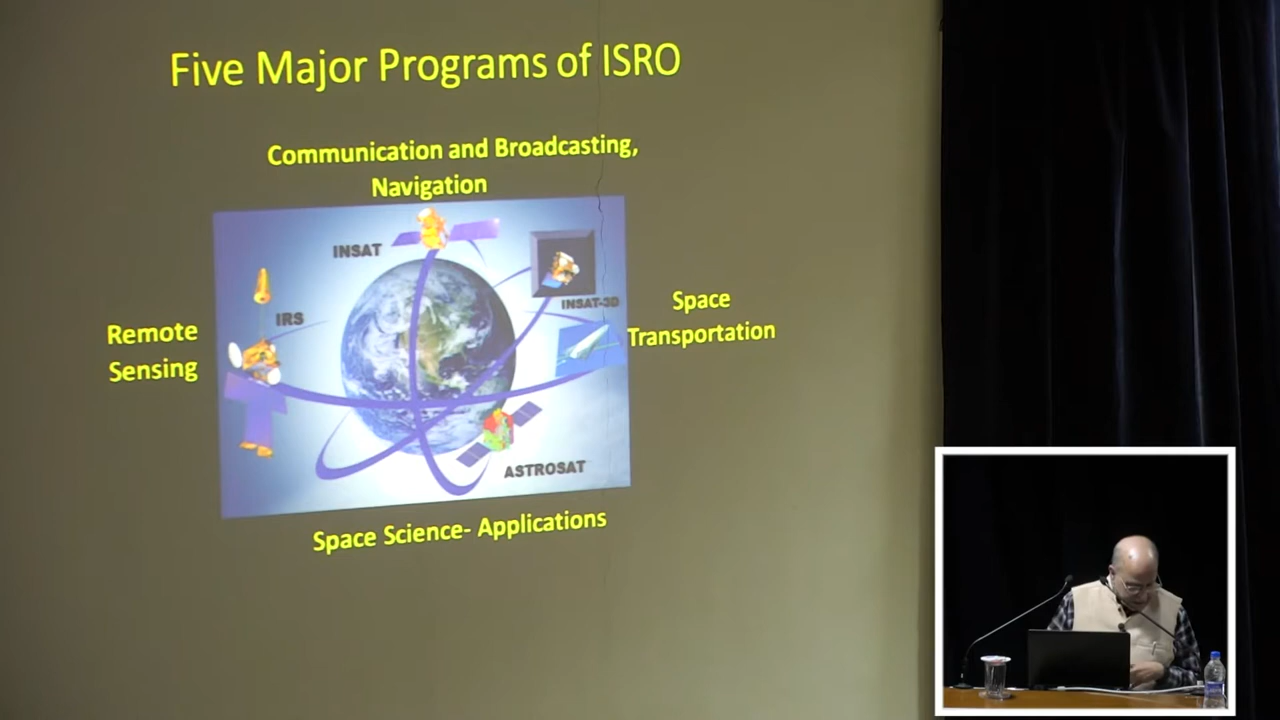 Five Major Programs of ISRO
Communication and Broadcasting,
Navigation
INSAT
INSAT-3D
IRS
Remote
Sensing
Space
Transportation
ASTROSAT
Space Science- Applications